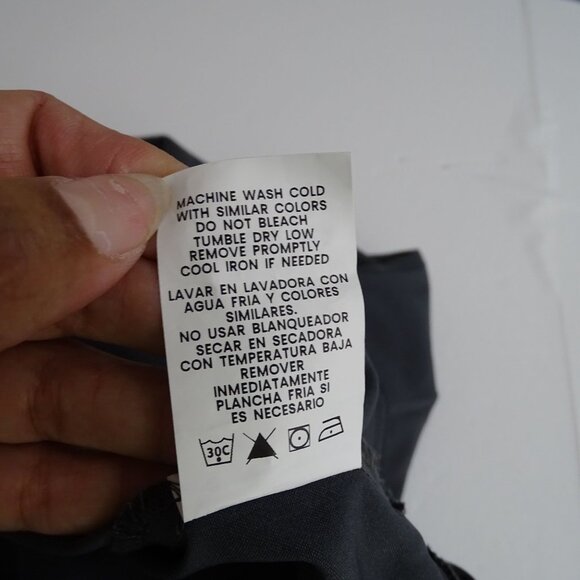 MACHINE WASH COLD
WITH SIMILAR COLORS
DO NOT BLEACH
TUMBLE DRY LOW
REMOVE PROMPTLY
COOL IRON IF NEEDED
LAVAR EN LAVADORA CON
AGUA FRIA Y COLORES
SIMILARES.
NO USAR BLANQUEADOR
SECAR EN SECADORA
CON TEMPERATURA BAJA
REMOVER
INMEDIATAMENTE
PLANCHA FRIA SI
ES NECESARIO
30C